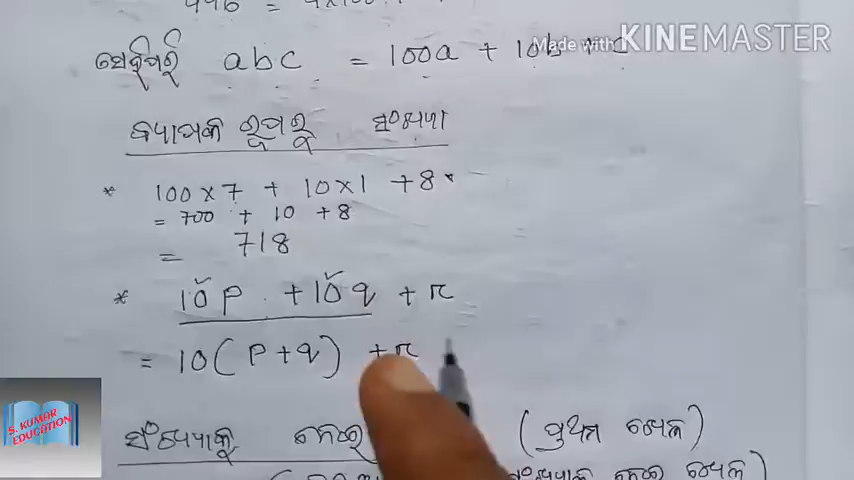 ସେହିପରି abc = 100a + 10b + c
Made with KINEMASTER
ବ୍ୟାପକ ରୂପରୁ ସଂଖ୍ୟା
* 100 x 7 + 10 x 1 + 8
= 700 + 10 + 8
= 718
* 10p + 10q + r
= 10(p+q) + r
S. KUMAR EDUCATION
ସଂଖ୍ୟାକୁ ନେଇ (ପ୍ରଥମ ଖେଳ)
ସଂଖ୍ୟାକୁ ନେଇ ଖେଳ)